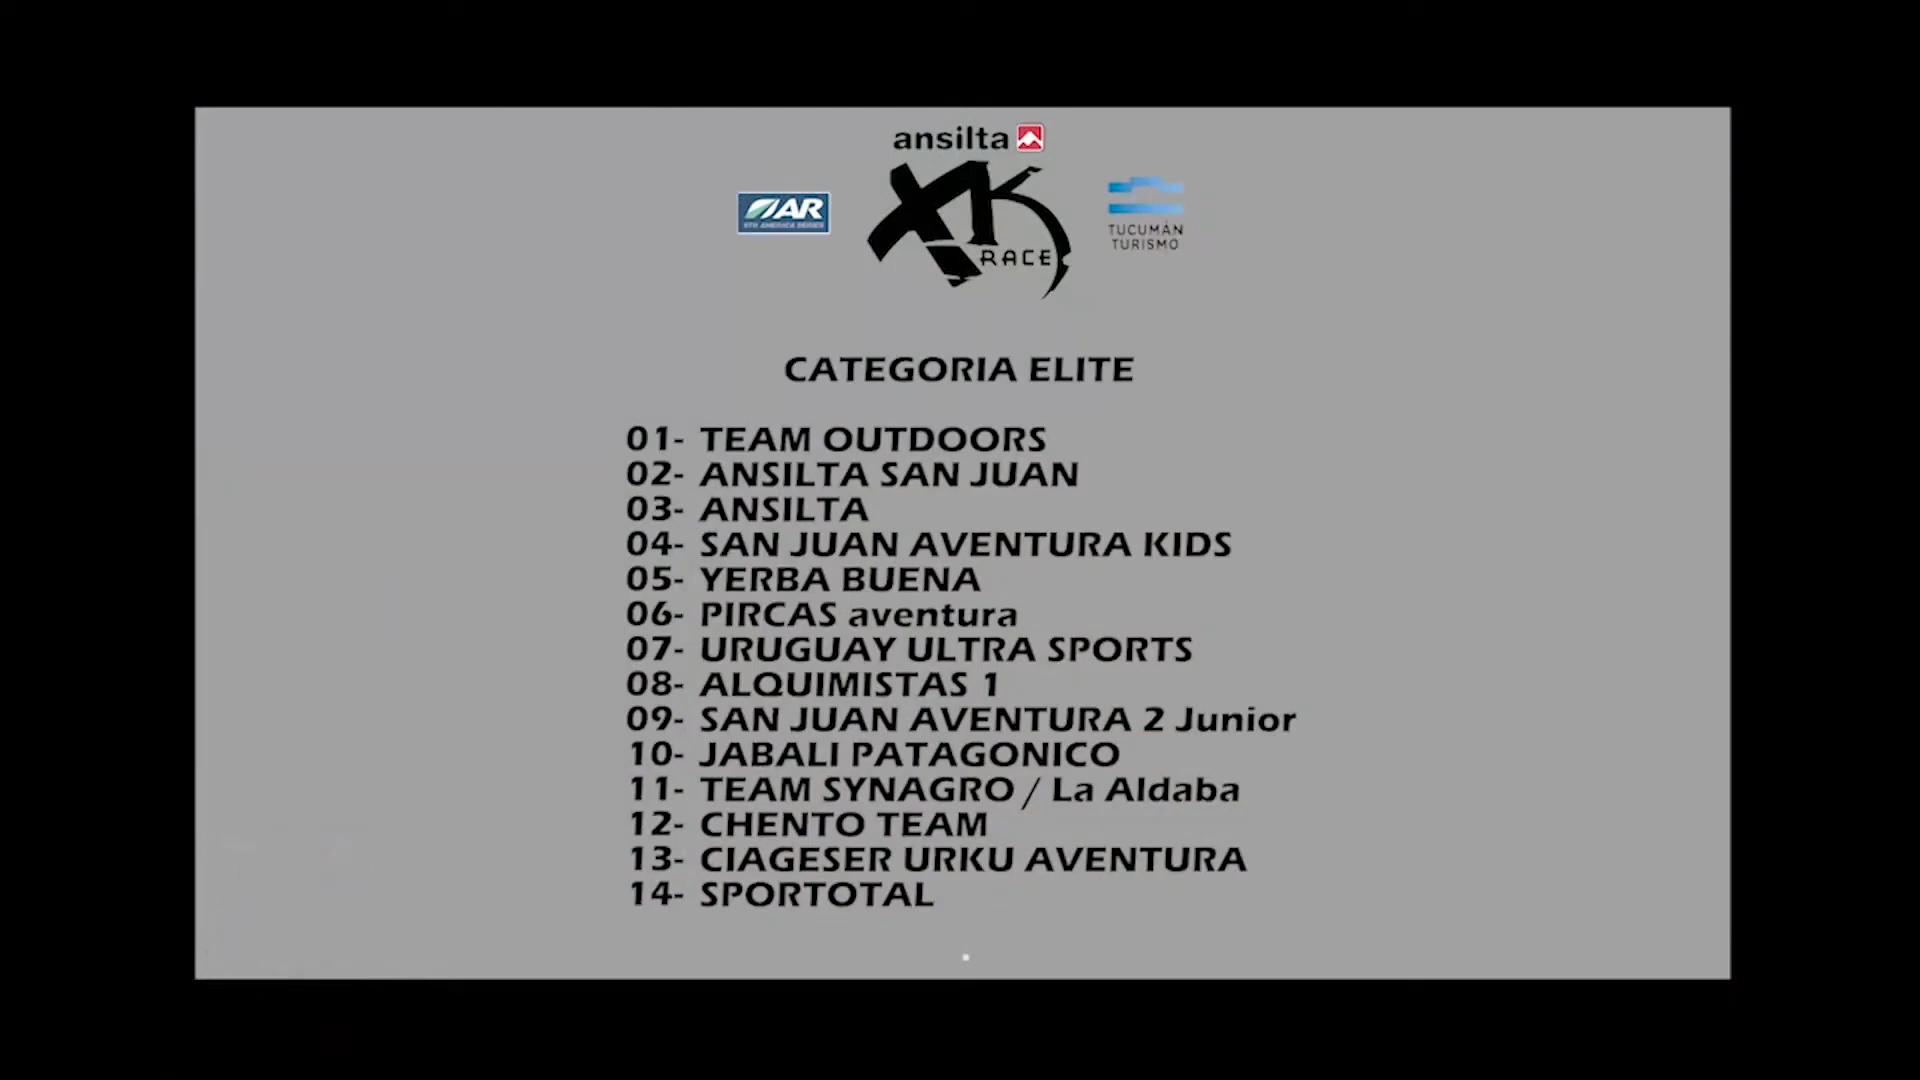 ansilta
AR
XK
RACE
TUCUMÁN
TURISMO
CATEGORIA ELITE
01- TEAM OUTDOORS
02- ANSILTA SAN JUAN
03- ANSILTA
04- SAN JUAN AVENTURA KIDS
05- YERBA BUENA
06- PIRCAS aventura
07- URUGUAY ULTRA SPORTS
08- ALQUIMISTAS 1
09- SAN JUAN AVENTURA 2 Junior
10- JABALI PATAGONICO
11- TEAM SYNAGRO / La Aldaba
12- CHENTO TEAM
13- CIAGESER URKU AVENTURA
14- SPORTOTAL